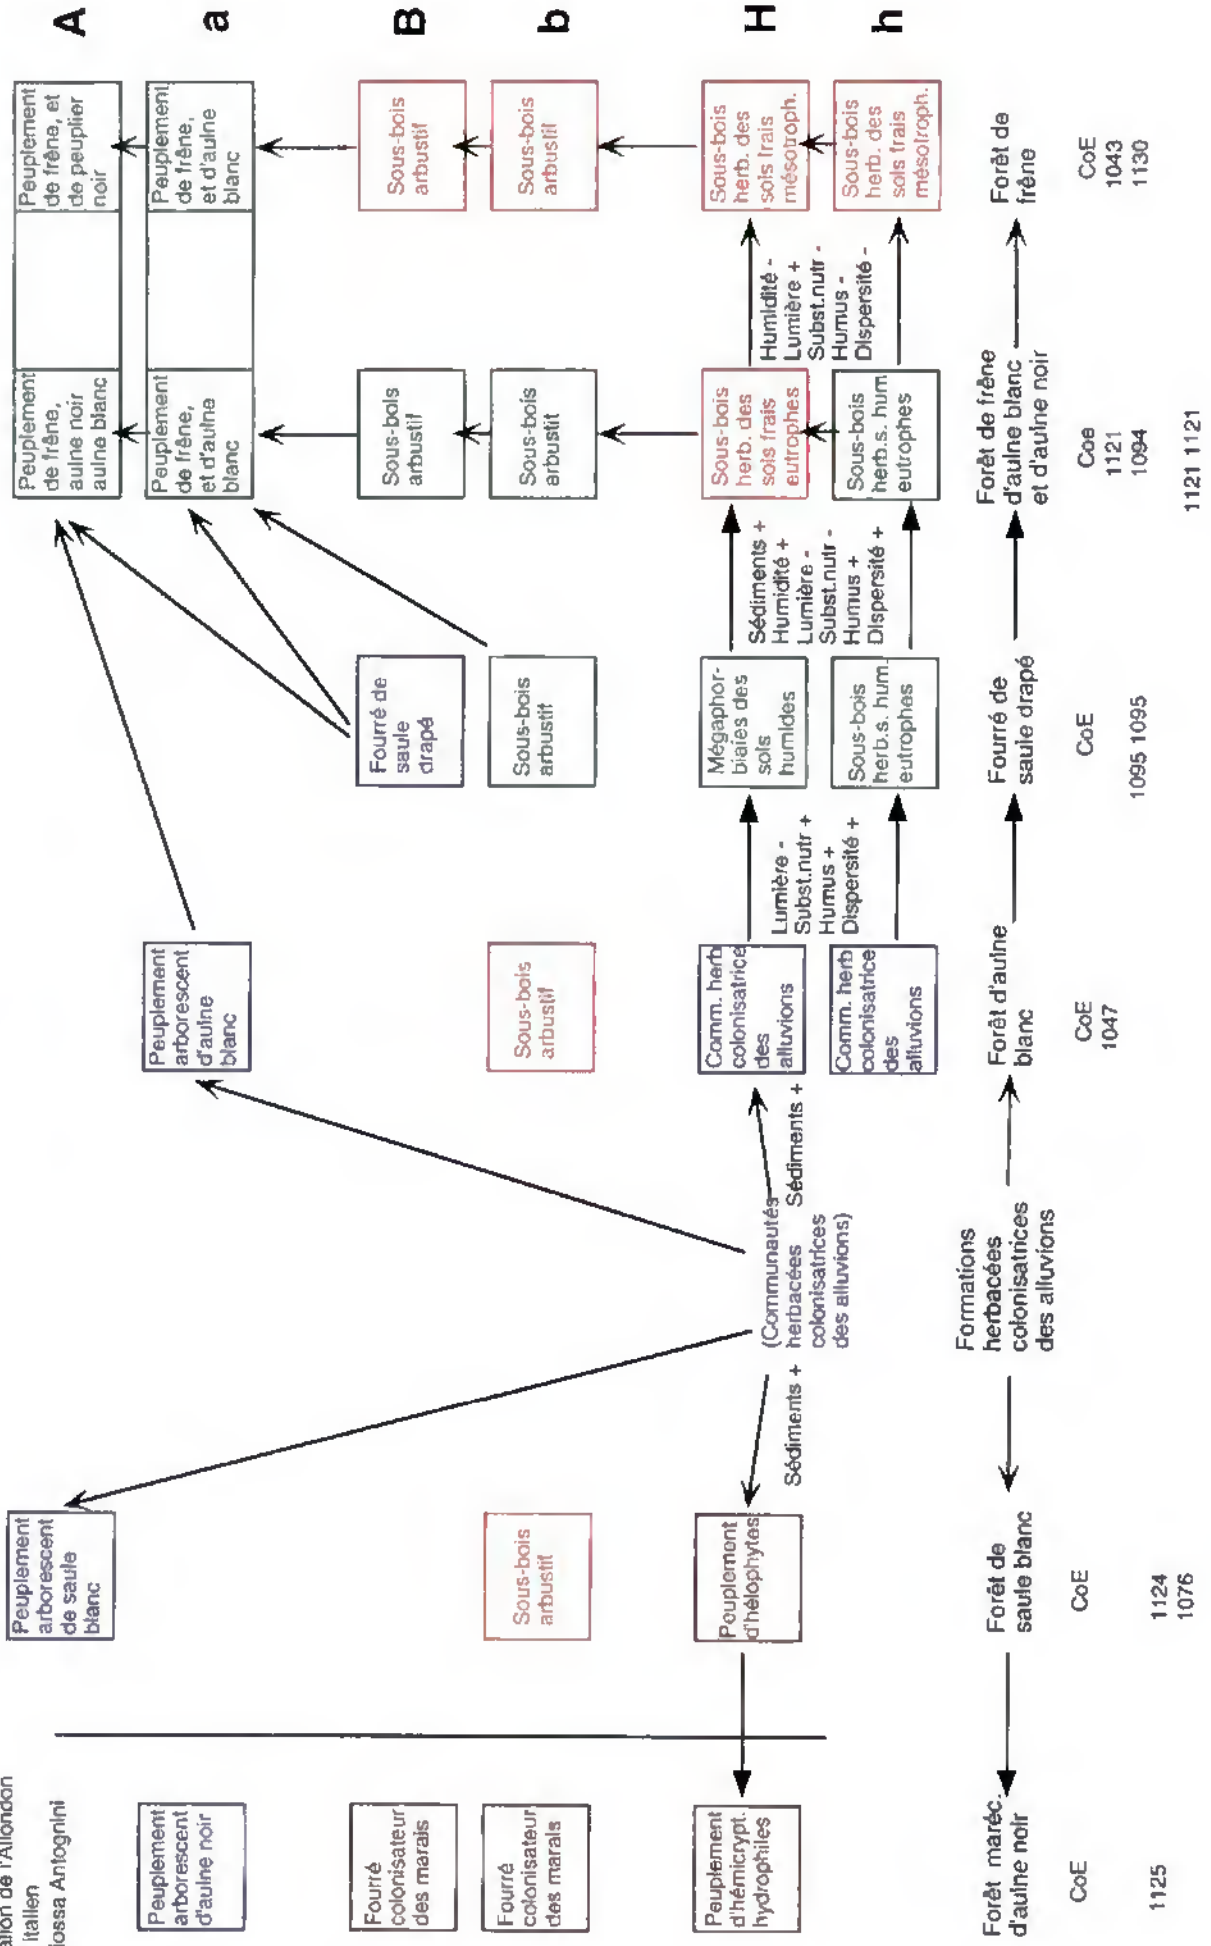 A
a
B
b
H
h
Peuplement
arborescent
de saule
blanc
Peuplement
de frêne,
aulne noir
aulne blanc
Peuplement
de frêne, et
de peuplier
noir
Peuplement
arborescent
d'aulne noir
Peuplement
arborescent
d'aulne
blanc
Peuplement
de frêne,
et d'aulne
blanc
Peuplement
de frêne,
et d'aulne
blanc
Fourré
colonisateur
des marais
Fourré de
saule
drapé
Sous-bois
arbustif
Sous-bois
arbustif
Fourré
colonisateur
des marais
Sous-bois
arbustif
Sous-bois
arbustif
Sous-bois
arbustif
Sous-bois
arbustif
Sous-bois
arbustif
Peuplement
d'hémicrypt.
hydrophiles
Peuplement
d'hélophytes
Sédiments +
(Communautés
herbacées
colonisatrices
des alluvions)
Sédiments +
Comm. herb
colonisatrice
des
alluvions
Lumière -
Subst.nutr +
Humus +
Dispersité +
Mégaphor-
biaies des
sols
humides
Sédiments +
Humidité +
Lumière -
Subst.nutr -
Humus +
Dispersité +
Sous-bois
herb. des
sols frais
eutrophes
Humidité -
Lumière +
Subst.nutr -
Humus -
Dispersité -
Sous-bois
herb. des
sols frais
mésotroph.
Comm. herb
colonisatrice
des
alluvions
Sous-bois
herb.s. hum
eutrophes
Sous-bois
herb.s. hum
eutrophes
Sous-bois
herb. des
sols frais
mésotroph.
Forêt maréc.
d'aulne noir
Forêt de
saule blanc
Formations
herbacées
colonisatrices
des alluvions
Forêt d'aulne
blanc
Fourré de
saule drapé
Forêt de frêne
d'aulne blanc
et d'aulne noir
Forêt de
frêne
CoE
1125
CoE
1124
1076
CoE
1047
CoE
1095 1095
Coe
1121
1094
1121 1121
CoE
1043
1130
de l'Allondon
italien
Antognini